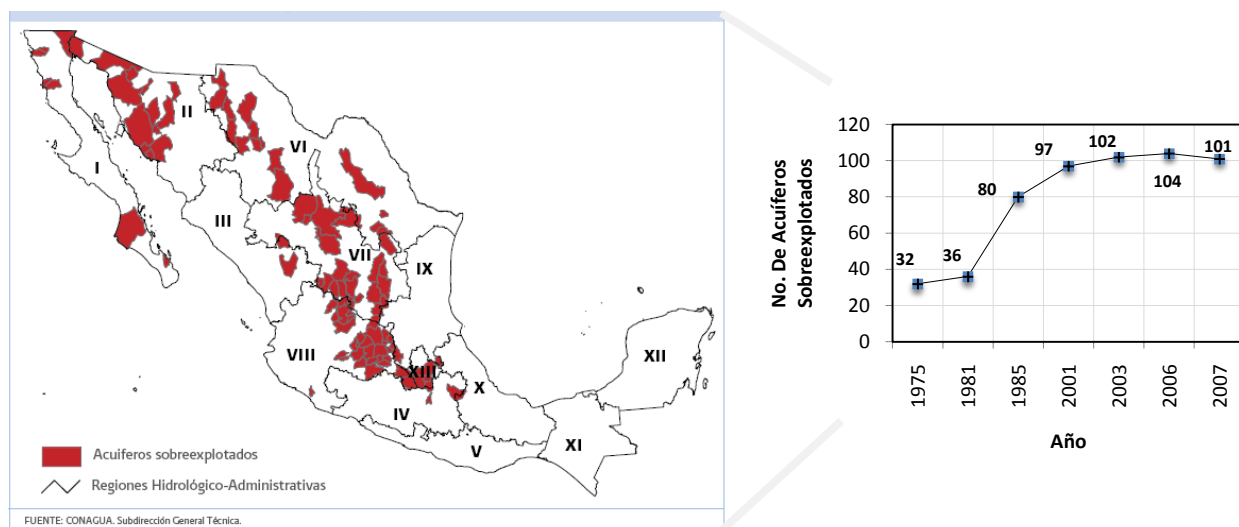 I
II
III
IV
V
VI
VII
VIII
IX
X
XI
XII
XIII
Acuíferos sobreexplotados
Regiones Hidrológico-Administrativas
FUENTE: CONAGUA. Subdirección General Técnica.
No. De Acuíferos
Sobreexplotados
120
100
80
60
40
20
0
32
36
80
97
102
104
101
1975
1981
1985
2001
2003
2006
2007
Año